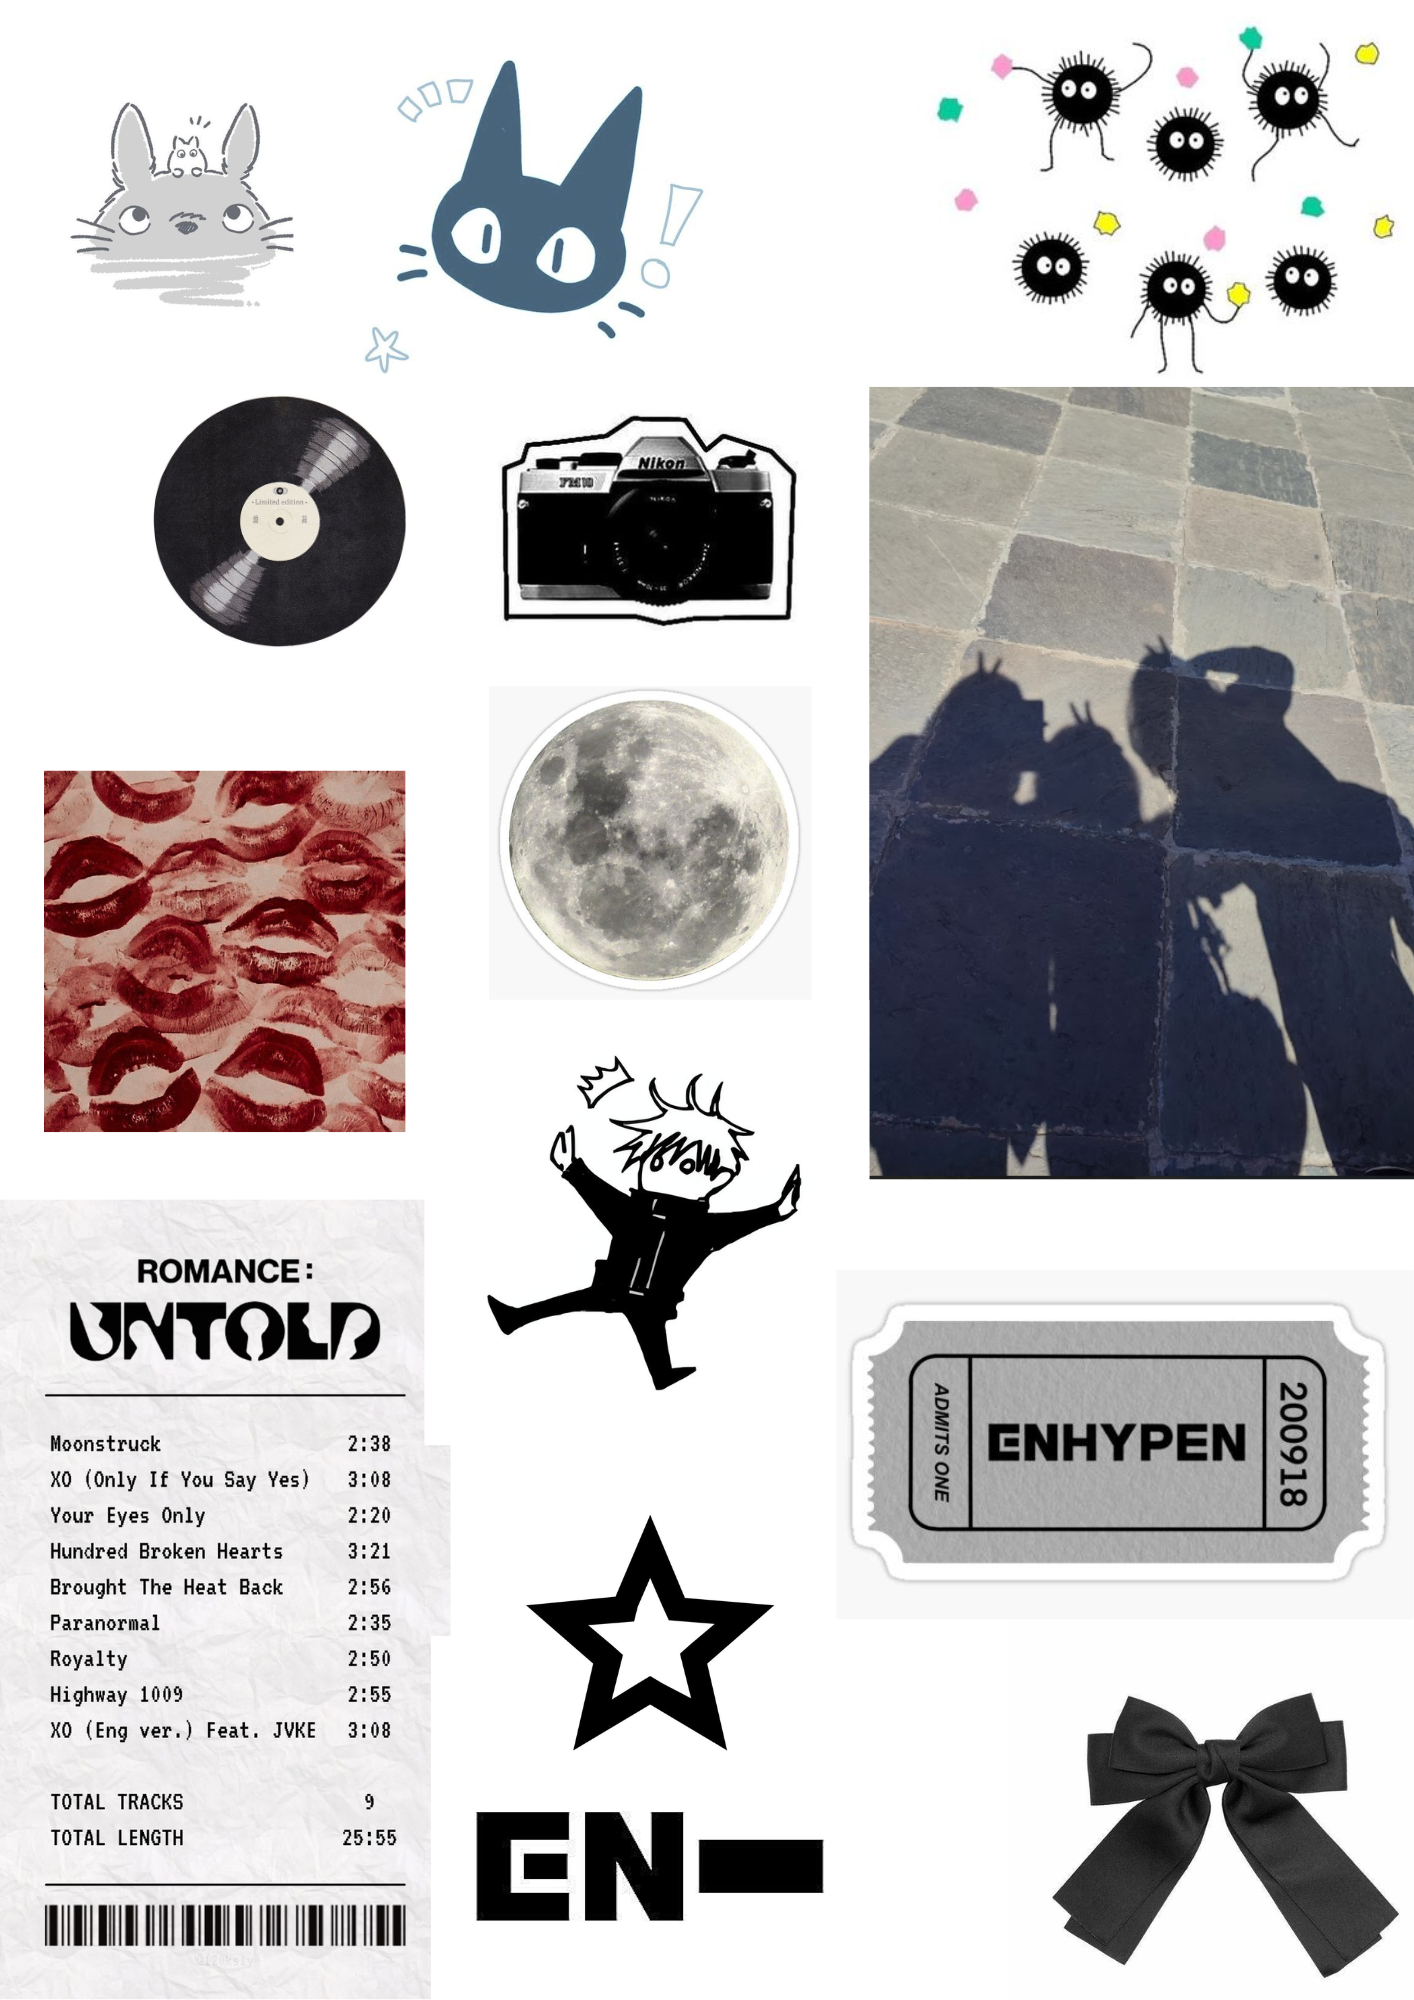 • Limited edition •
Nikon
FM10
NIKON
ROMANCE:
UNTOLD
Moonstruck 2:38
XO (Only If You Say Yes) 3:08
Your Eyes Only 2:20
Hundred Broken Hearts 3:21
Brought The Heat Back 2:56
Paranormal 2:35
Royalty 2:50
Highway 1009 2:55
XO (Eng ver.) Feat. JVKE 3:08
TOTAL TRACKS 9
TOTAL LENGTH 25:55
ADMITS ONE
ENHYPEN
200918
EN-